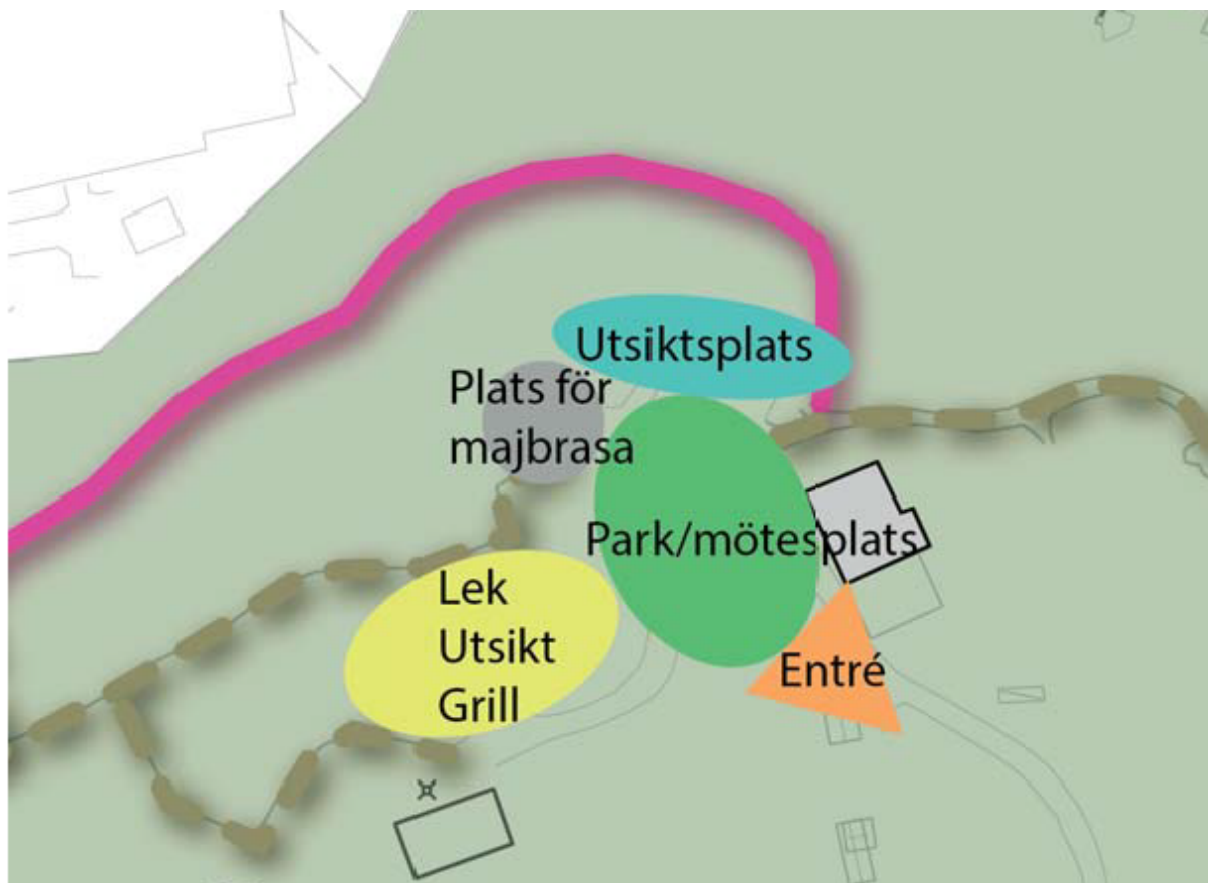 Utsiktsplats
Plats för
majbrasa
Park/mötesplats
Lek
Utsikt
Grill
Entré